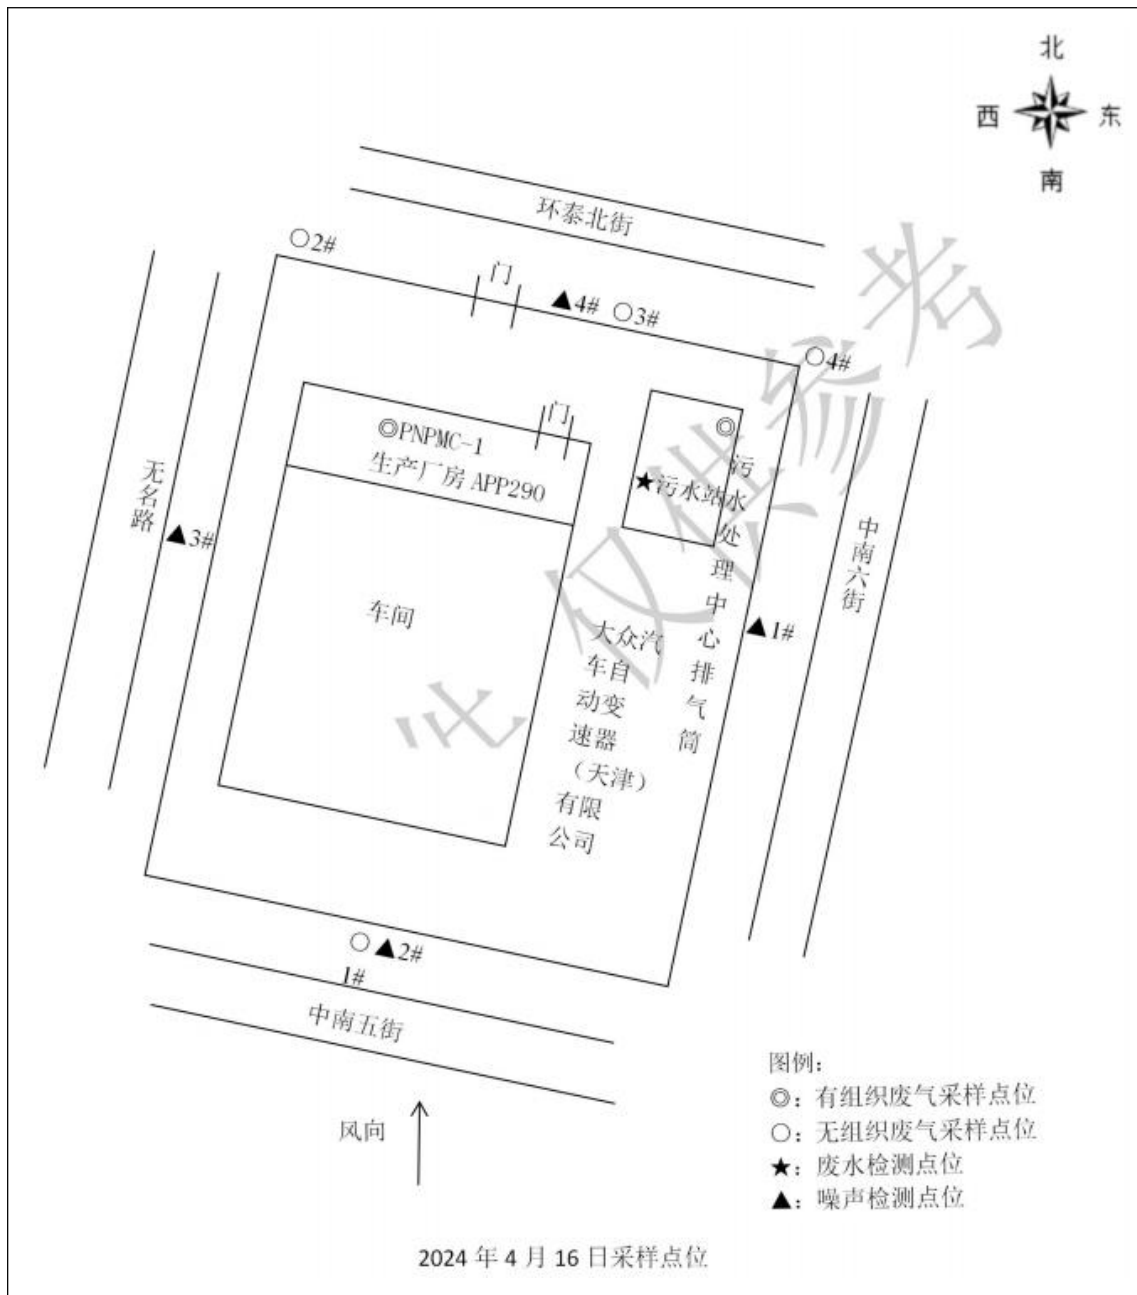 北
西
东
南
环泰北街
○2#
门
▲4#
○3#
○4#
门
◎PNPMC-1
生产厂房 APP290
◎
★污水站
污水处理中心排气筒
无名路
▲3#
中南六街
车间
▲1#
大众汽
车自
动变
速器
（天津）
有限
公司
○▲2#
1#
中南五街
风向
图例：
◎：有组织废气采样点位
○：无组织废气采样点位
★：废水检测点位
▲：噪声检测点位
2024 年 4 月 16 日采样点位
仅供参考